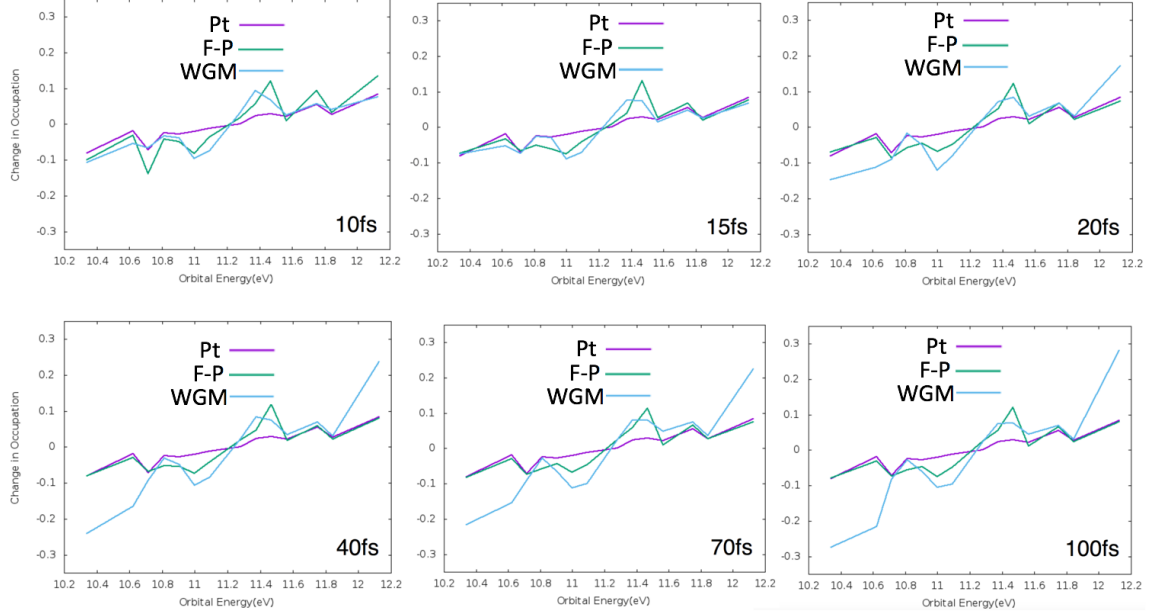 0.3
0.2
0.1
0
-0.1
-0.2
-0.3
Change in Occupation
Pt
F-P
WGM
10fs
10.2 10.4 10.6 10.8 11 11.2 11.4 11.6 11.8 12 12.2
Orbital Energy(eV)
0.3
0.2
0.1
0
-0.1
-0.2
-0.3
Pt
F-P
WGM
15fs
10.2 10.4 10.6 10.8 11 11.2 11.4 11.6 11.8 12 12.2
Orbital Energy(eV)
0.3
0.2
0.1
0
-0.1
-0.2
-0.3
Pt
F-P
WGM
20fs
10.2 10.4 10.6 10.8 11 11.2 11.4 11.6 11.8 12 12.2
Orbital Energy(eV)
0.3
0.2
0.1
0
-0.1
-0.2
-0.3
Change in Occupation
Pt
F-P
WGM
40fs
10.2 10.4 10.6 10.8 11 11.2 11.4 11.6 11.8 12 12.2
Orbital Energy(eV)
0.3
0.2
0.1
0
-0.1
-0.2
-0.3
Pt
F-P
WGM
70fs
10.2 10.4 10.6 10.8 11 11.2 11.4 11.6 11.8 12 12.2
Orbital Energy(eV)
0.3
0.2
0.1
0
-0.1
-0.2
-0.3
Pt
F-P
WGM
100fs
10.2 10.4 10.6 10.8 11 11.2 11.4 11.6 11.8 12 12.2
Orbital Energy(eV)